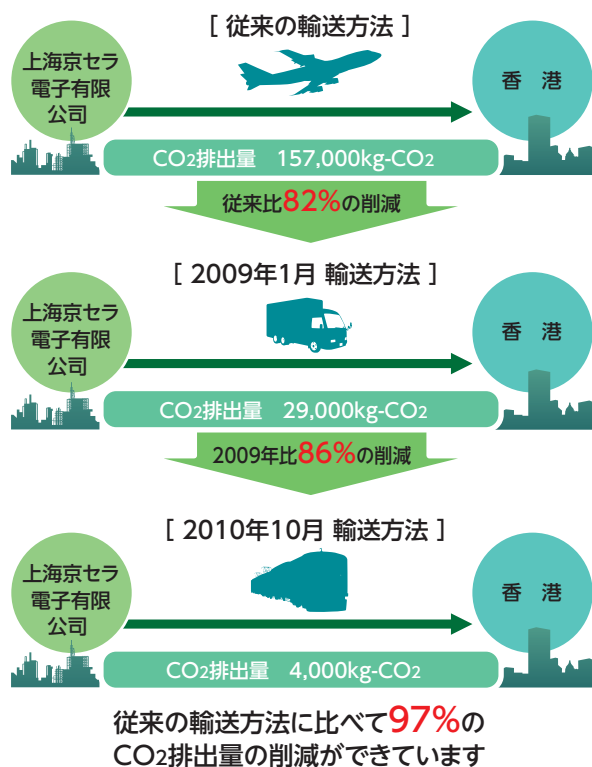 [ 従来の輸送方法 ]
上海京セラ
電子有限
公司
香 港
CO2排出量 157,000kg-CO2
従来比82%の削減
[ 2009年1月 輸送方法 ]
上海京セラ
電子有限
公司
香 港
CO2排出量 29,000kg-CO2
2009年比86%の削減
[ 2010年10月 輸送方法 ]
上海京セラ
電子有限
公司
香 港
CO2排出量 4,000kg-CO2
従来の輸送方法に比べて97%の
CO2排出量の削減ができています